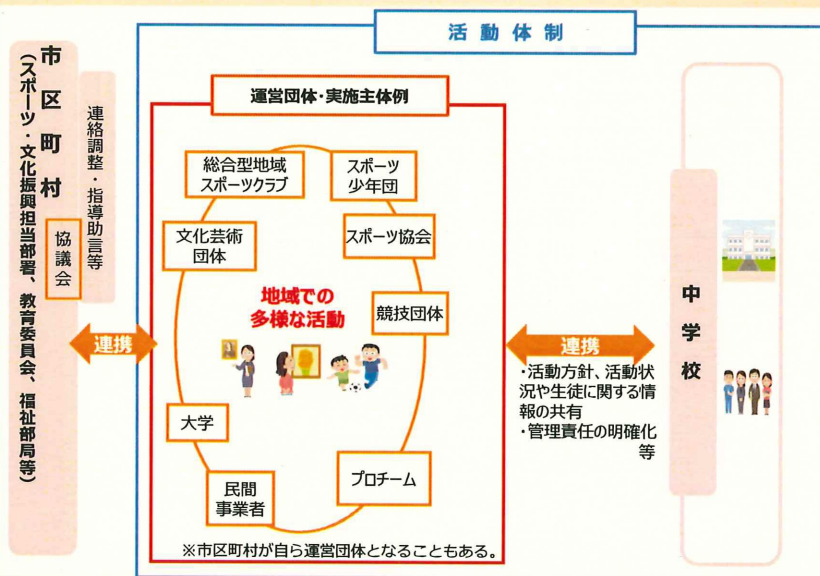 活動体制
市区町村
(スポーツ・文化振興担当部署、教育委員会、福祉部局等)
協議会
連絡調整・指導助言等
連携
運営団体・実施主体例
総合型地域
スポーツクラブ
スポーツ
少年団
文化芸術
団体
スポーツ協会
地域での
多様な活動
競技団体
大学
民間
事業者
プロチーム
※市区町村が自ら運営団体となることもある。
連携
・活動方針、活動状
況や生徒に関する情
報の共有
・管理責任の明確化
等
中学校